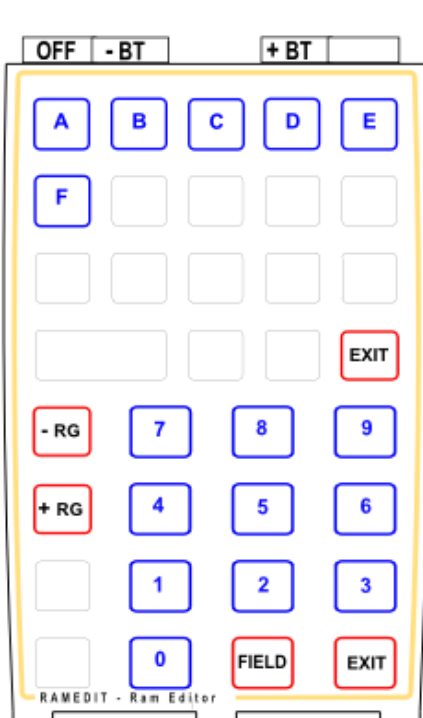 OFF - BT + BT
A B C D E
F
EXIT
- RG 7 8 9
+ RG 4 5 6
1 2 3
0 FIELD EXIT
RAMEDIT - Ram Editor